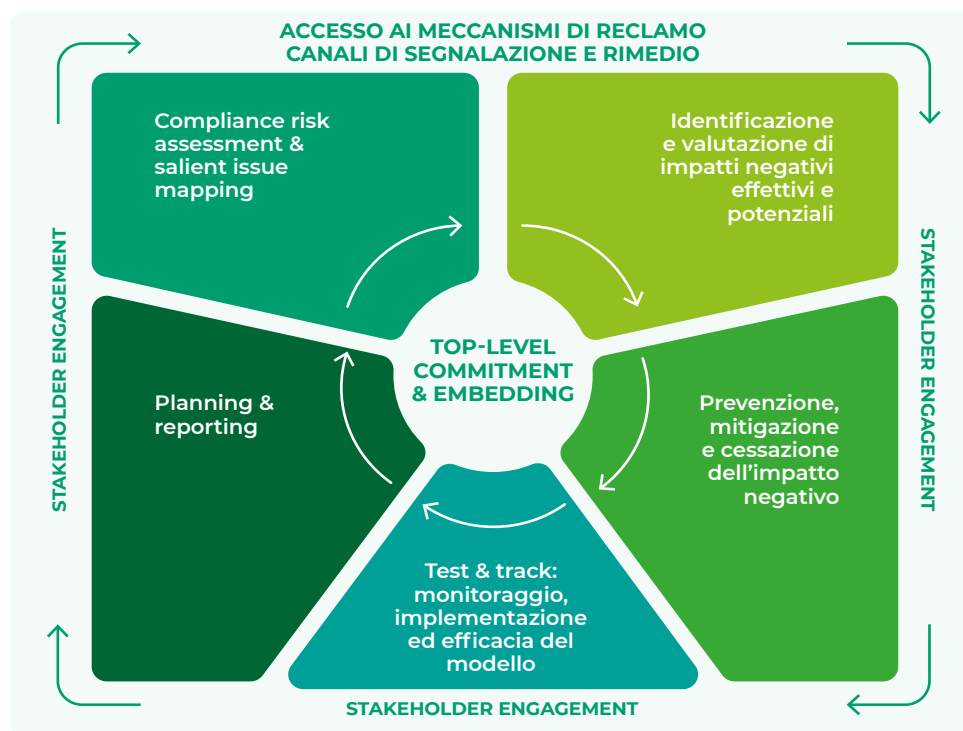 ACCESSO AI MECCANISMI DI RECLAMO
CANALI DI SEGNALAZIONE E RIMEDIO
Compliance risk
assessment &
salient issue
mapping
Identificazione
e valutazione di
impatti negativi
effettivi e
potenziali
STAKEHOLDER ENGAGEMENT
STAKEHOLDER ENGAGEMENT
TOP-LEVEL
COMMITMENT
& EMBEDDING
Planning &
reporting
Prevenzione,
mitigazione
e cessazione
dell’impatto
negativo
Test & track:
monitoraggio,
implementazione
ed efficacia del
modello
STAKEHOLDER ENGAGEMENT